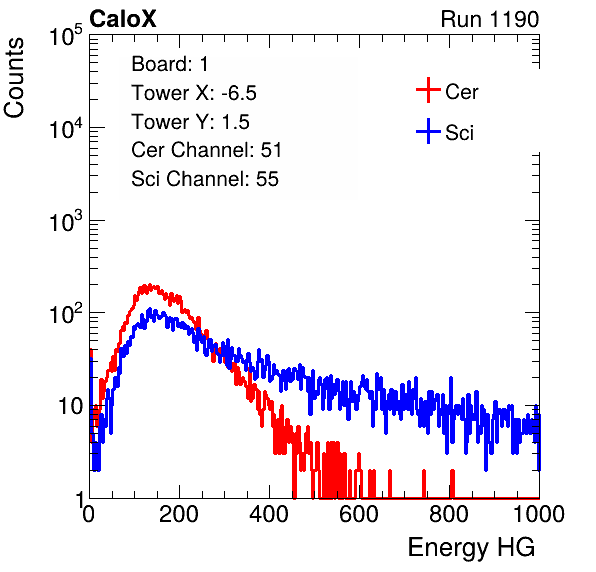 CaloX Run 1190
Counts
10^5
10^4
10^3
10^2
10
1
Board: 1
Tower X: -6.5
Tower Y: 1.5
Cer Channel: 51
Sci Channel: 55
Cer
Sci
0 200 400 600 800 1000
Energy HG